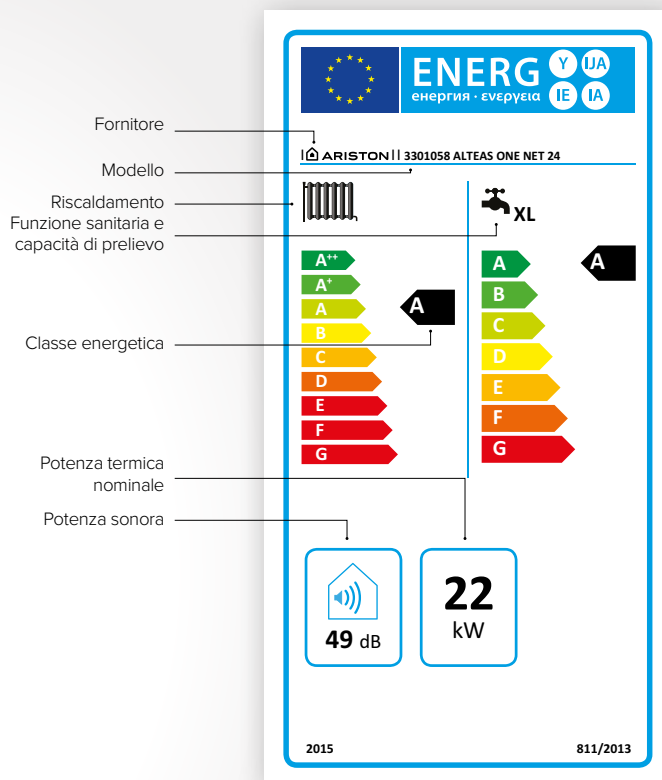 ENERG Y IJA
енергия · ενεργεια IE IA
Fornitore
ARISTON 3301058 ALTEAS ONE NET 24
Modello
Riscaldamento
Funzione sanitaria e
capacità di prelievo
XL
A++
A+
A
B
C
D
E
F
G
A
A
B
C
D
E
F
G
A
Classe energetica
Potenza termica
nominale
Potenza sonora
49 dB
22
kW
2015
811/2013